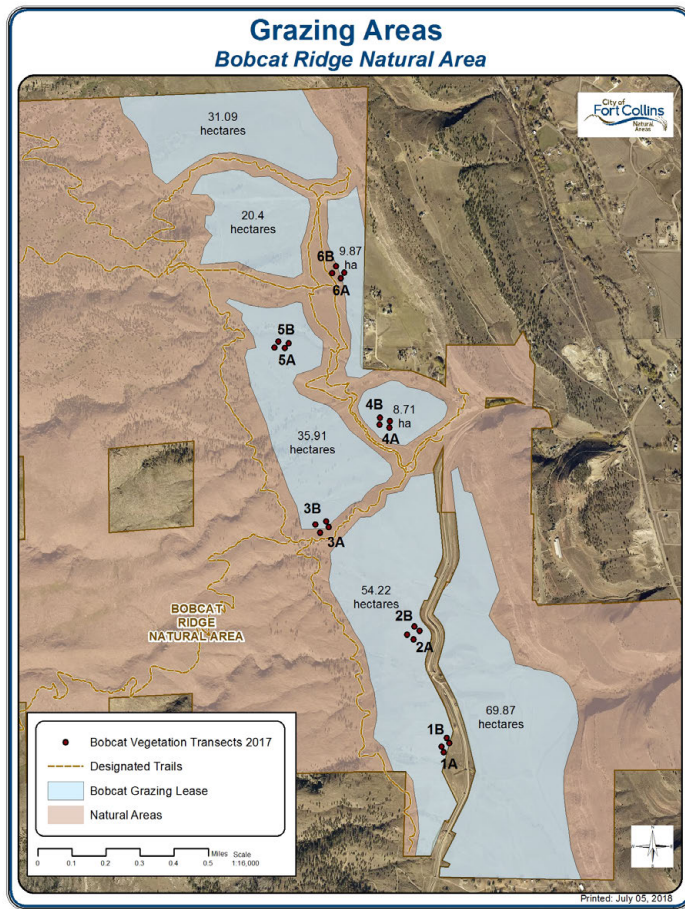 Grazing Areas
Bobcat Ridge Natural Area
City of
Fort Collins
Natural
Areas
31.09
hectares
20.4
hectares
9.87
ha
6B
6A
5B
5A
4B
8.71
ha
4A
35.91
hectares
3B
3A
54.22
hectares
2B
2A
BOBCAT
RIDGE
NATURAL AREA
69.87
hectares
1B
1A
Bobcat Vegetation Transects 2017
Designated Trails
Bobcat Grazing Lease
Natural Areas
Miles Scale
0 0.1 0.2 0.3 0.4 0.5 1:16,000
Printed: July 05, 2018